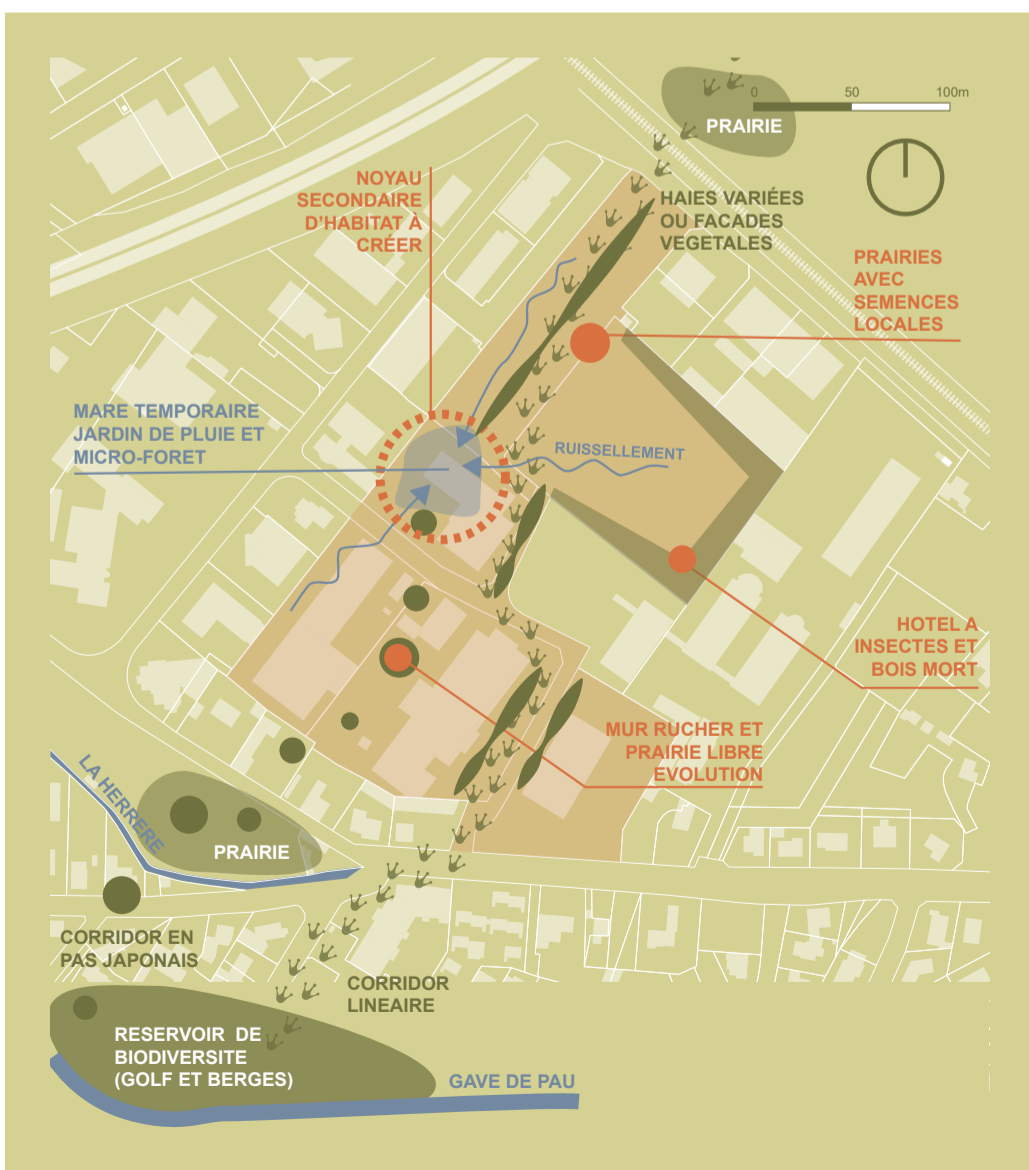 PRAIRIE
0 50 100m
NOYAU
SECONDAIRE
D'HABITAT À
CRÉER
HAIES VARIÉES
OU FACADES
VEGETALES
PRAIRIES
AVEC
SEMENCES
LOCALES
MARE TEMPORAIRE
JARDIN DE PLUIE ET
MICRO-FORET
RUISSELLEMENT
HOTEL A
INSECTES ET
BOIS MORT
MUR RUCHER ET
PRAIRIE LIBRE
EVOLUTION
LA HERRERE
PRAIRIE
CORRIDOR EN
PAS JAPONAIS
CORRIDOR
LINEAIRE
RESERVOIR DE
BIODIVERSITE
(GOLF ET BERGES)
GAVE DE PAU